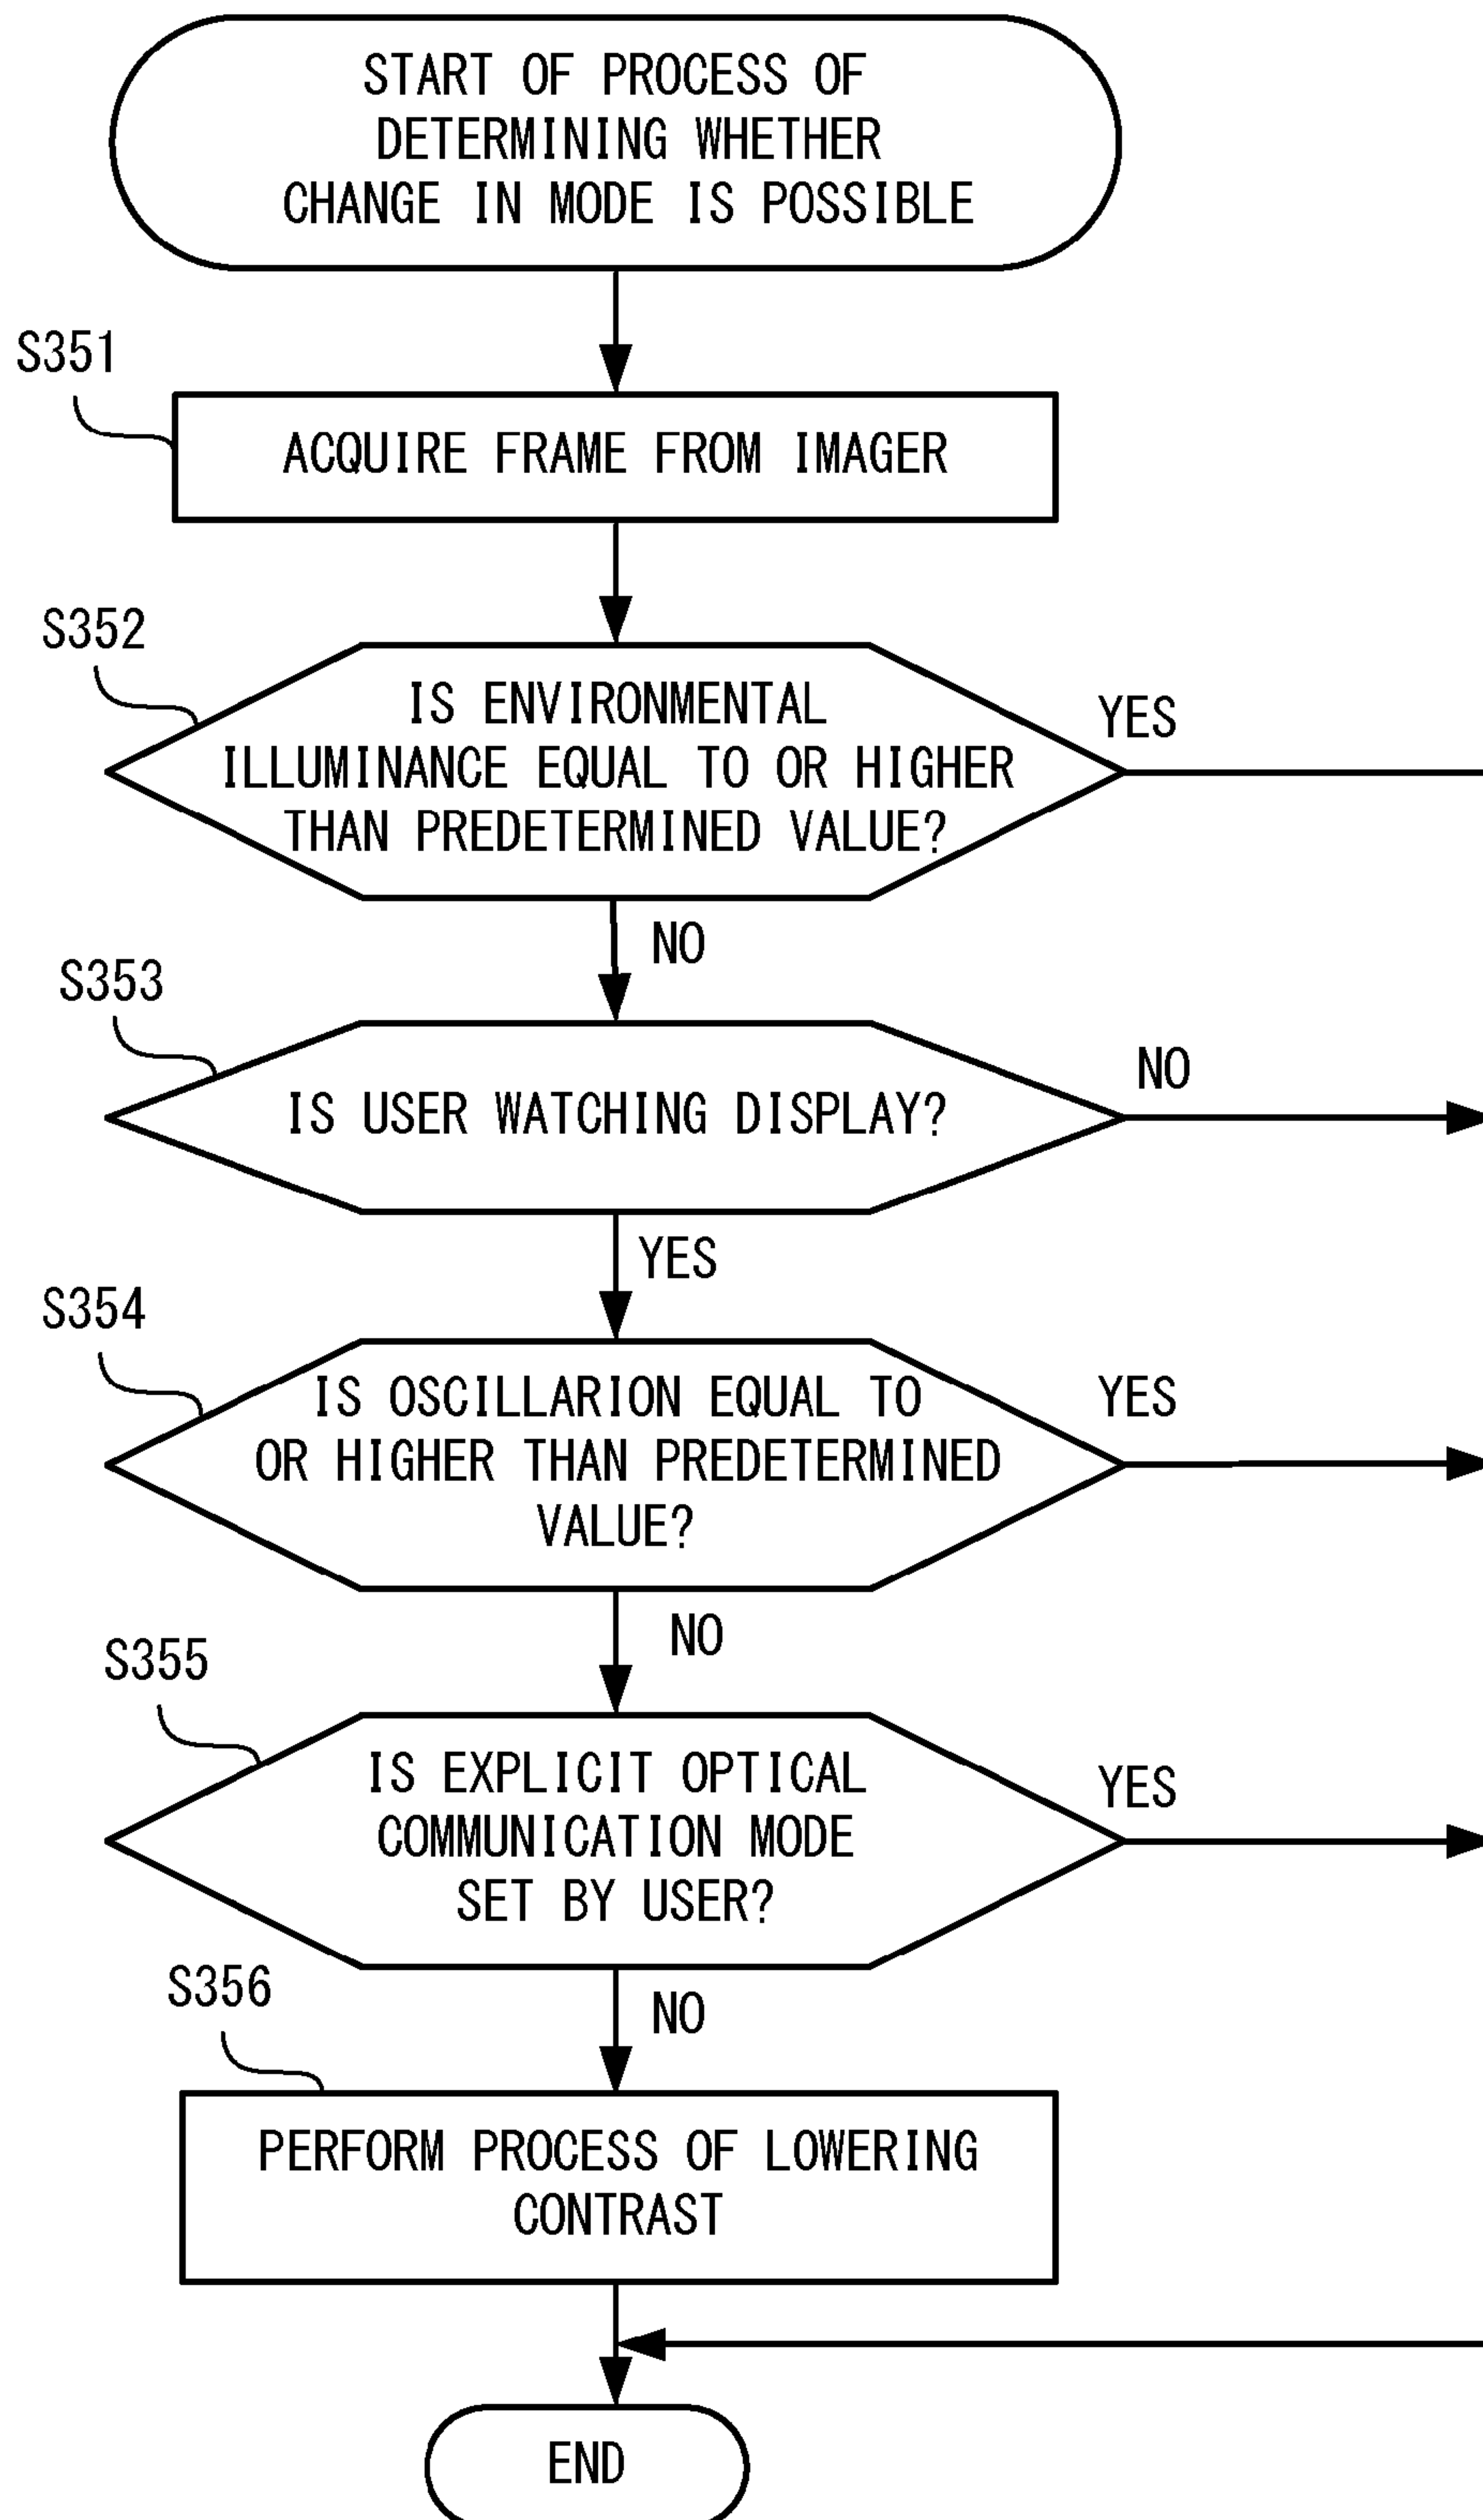 START OF PROCESS OF
DETERMINING WHETHER
CHANGE IN MODE IS POSSIBLE
S351
ACQUIRE FRAME FROM IMAGER
S352
IS ENVIRONMENTAL
ILLUMINANCE EQUAL TO OR HIGHER
THAN PREDETERMINED VALUE?
YES
NO
S353
IS USER WATCHING DISPLAY?
NO
YES
S354
IS OSCILLARION EQUAL TO
OR HIGHER THAN PREDETERMINED
VALUE?
YES
NO
S355
IS EXPLICIT OPTICAL
COMMUNICATION MODE
SET BY USER?
YES
NO
S356
PERFORM PROCESS OF LOWERING
CONTRAST
END